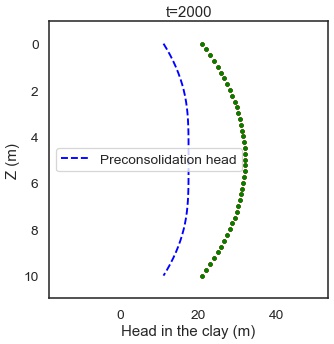 t=2000
Z (m)
0
2
4
6
8
10
Preconsolidation head
0
20
40
Head in the clay (m)